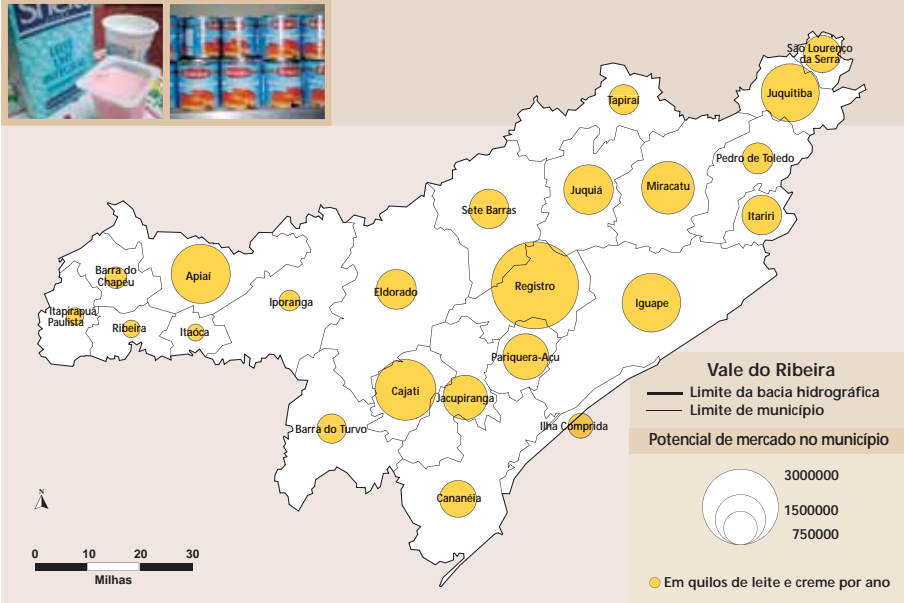 São Lourenço
da Serra
Juquitiba
Tapiraí
Pedro de Toledo
Juquiá
Miracatu
Sete Barras
Itariri
Barra do
Chapéu
Apiaí
Registro
Eldorado
Iporanga
Iguape
Itapirapuã
Paulista
Ribeira
Itaóca
Pariquera-Açu
Cajati
Jacupiranga
Barra do Turvo
Ilha Comprida
Cananéia
Vale do Ribeira
Limite da bacia hidrográfica
Limite de município
Potencial de mercado no município
3000000
1500000
750000
Em quilos de leite e creme por ano
N
0 10 20 30
Milhas